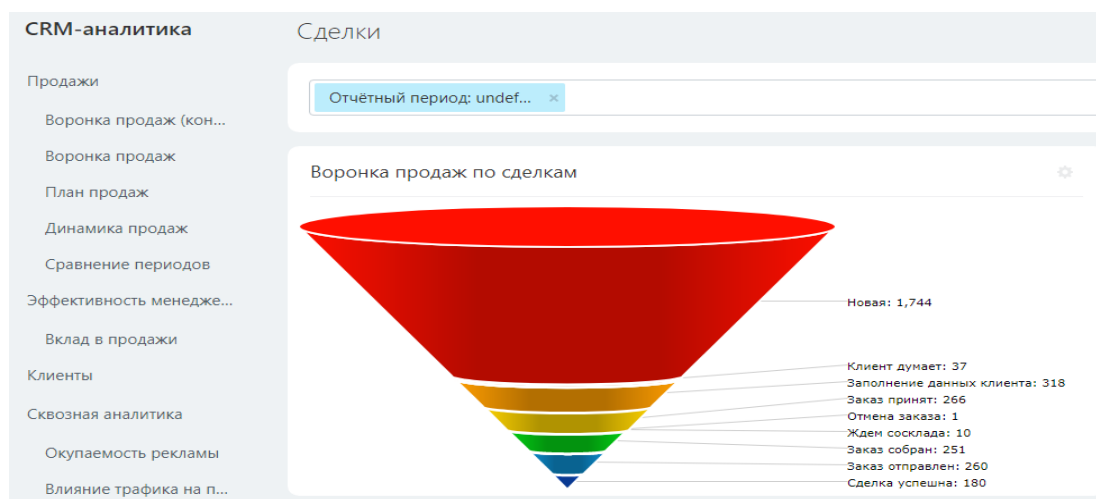 CRM-аналитика
Продажи
Воронка продаж (кон...
Воронка продаж
План продаж
Динамика продаж
Сравнение периодов
Эффективность менедже...
Вклад в продажи
Клиенты
Сквозная аналитика
Окупаемость рекламы
Влияние трафика на п...
Сделки
Отчётный период: undef... ×
Воронка продаж по сделкам
Новая: 1,744
Клиент думает: 37
Заполнение данных клиента: 318
Заказ принят: 266
Отмена заказа: 1
Ждем сосклада: 10
Заказ собран: 251
Заказ отправлен: 260
Сделка успешна: 180